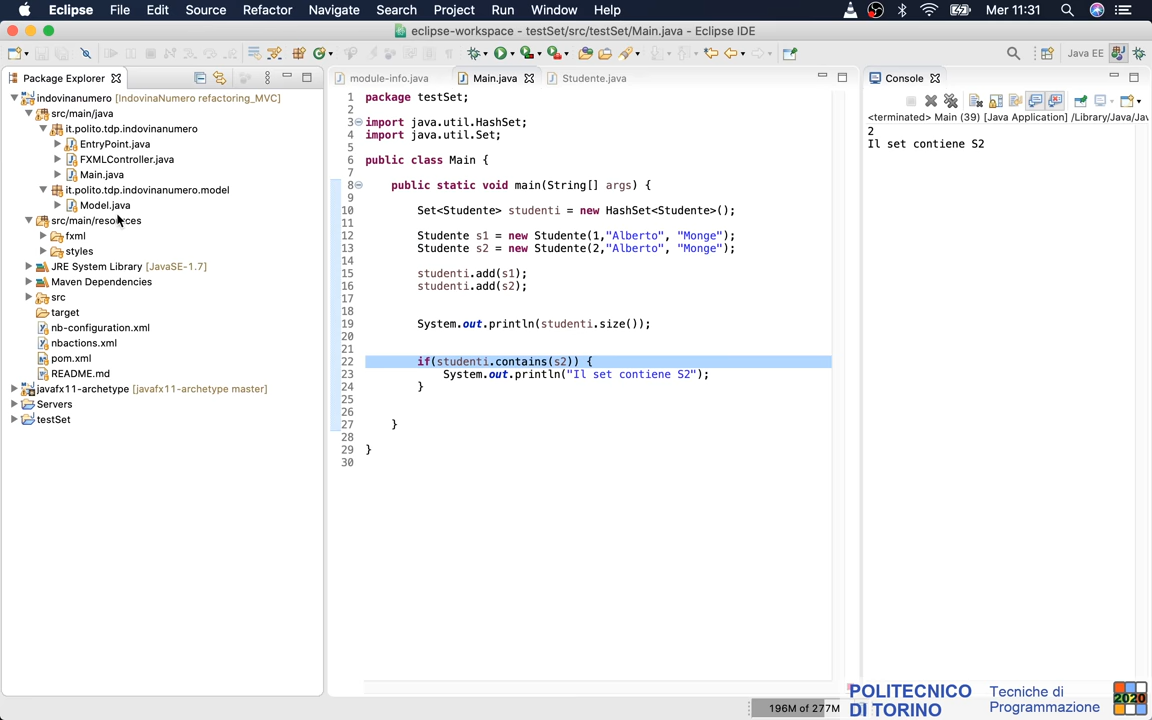 Eclipse File Edit Source Refactor Navigate Search Project Run Window Help Mer 11:31
eclipse-workspace - testSet/src/testSet/Main.java - Eclipse IDE
Java EE
Package Explorer
indovinanumero [IndovinaNumero refactoring_MVC]
src/main/java
it.polito.tdp.indovinanumero
EntryPoint.java
FXMLController.java
Main.java
it.polito.tdp.indovinanumero.model
Model.java
src/main/resources
fxml
styles
JRE System Library [JavaSE-1.7]
Maven Dependencies
src
target
nb-configuration.xml
nbactions.xml
pom.xml
README.md
javafx11-archetype [javafx11-archetype master]
Servers
testSet
module-info.java Main.java Studente.java
1 package testSet;
2
3 import java.util.HashSet;
4 import java.util.Set;
5
6 public class Main {
7
8 public static void main(String[] args) {
9
10 Set<Studente> studenti = new HashSet<Studente>();
11
12 Studente s1 = new Studente(1,"Alberto", "Monge");
13 Studente s2 = new Studente(2,"Alberto", "Monge");
14
15 studenti.add(s1);
16 studenti.add(s2);
17
18
19 System.out.println(studenti.size());
20
21
22 if(studenti.contains(s2)) {
23 System.out.println("Il set contiene S2");
24 }
25
26
27 }
28
29 }
30
Console
<terminated> Main (39) [Java Application] /Library/Java/Jav
2
Il set contiene S2
196M of 277M
POLITECNICO
DI TORINO
Tecniche di
Programmazione
2020